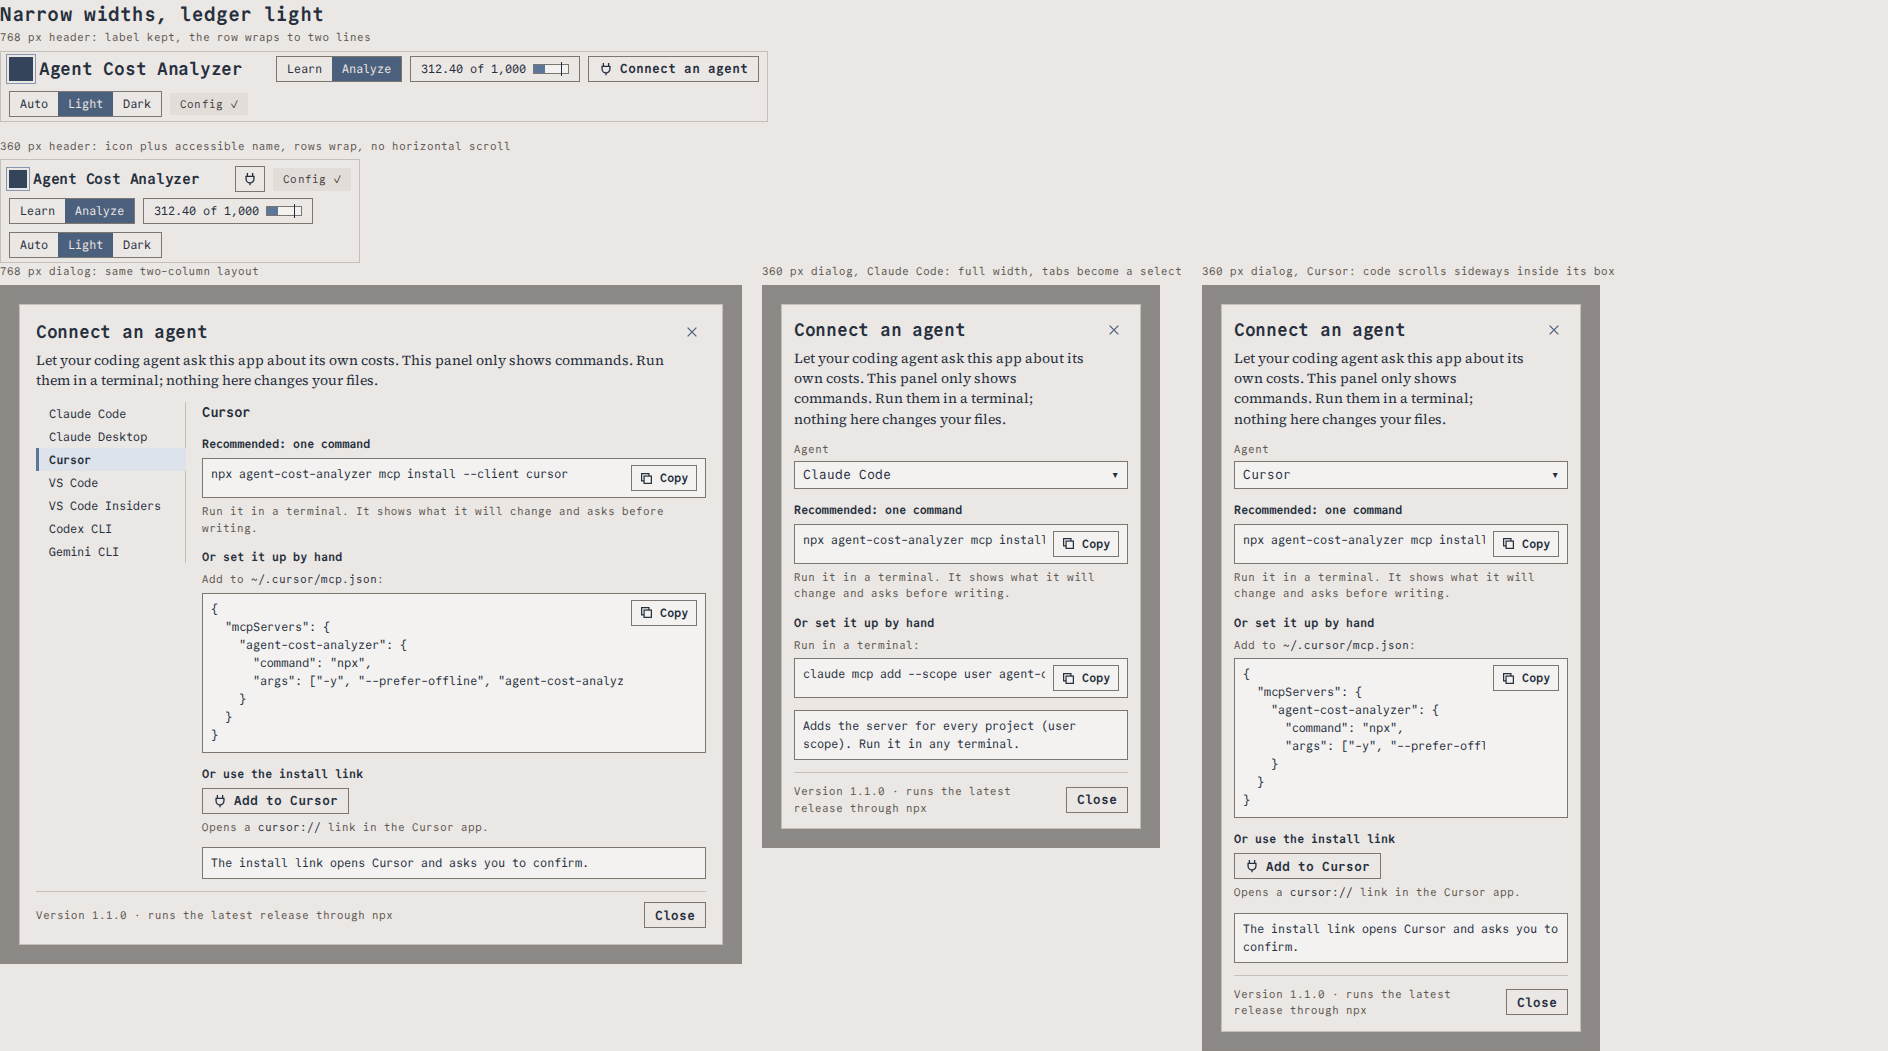 Narrow widths, ledger light
768 px header: label kept, the row wraps to two lines
Agent Cost Analyzer
Learn Analyze
312.40 of 1,000
Connect an agent
Auto Light Dark
Config ✓
360 px header: icon plus accessible name, rows wrap, no horizontal scroll
Agent Cost Analyzer
Config ✓
Learn Analyze
312.40 of 1,000
Auto Light Dark
768 px dialog: same two-column layout
Connect an agent
Let your coding agent ask this app about its own costs. This panel only shows commands. Run
them in a terminal; nothing here changes your files.
Claude Code
Claude Desktop
Cursor
VS Code
VS Code Insiders
Codex CLI
Gemini CLI
Cursor
Recommended: one command
npx agent-cost-analyzer mcp install --client cursor
Copy
Run it in a terminal. It shows what it will change and asks before
writing.
Or set it up by hand
Add to ~/.cursor/mcp.json:
Copy
{
"mcpServers": {
"agent-cost-analyzer": {
"command": "npx",
"args": ["-y", "--prefer-offline", "agent-cost-analyz
}
}
}
Or use the install link
Add to Cursor
Opens a cursor:// link in the Cursor app.
The install link opens Cursor and asks you to confirm.
Version 1.1.0 · runs the latest release through npx
Close
360 px dialog, Claude Code: full width, tabs become a select
Connect an agent
Let your coding agent ask this app about its
own costs. This panel only shows
commands. Run them in a terminal;
nothing here changes your files.
Agent
Claude Code
Recommended: one command
npx agent-cost-analyzer mcp install
Copy
Run it in a terminal. It shows what it will
change and asks before writing.
Or set it up by hand
Run in a terminal:
claude mcp add --scope user agent-c
Copy
Adds the server for every project (user
scope). Run it in any terminal.
Version 1.1.0 · runs the latest
release through npx
Close
360 px dialog, Cursor: code scrolls sideways inside its box
Connect an agent
Let your coding agent ask this app about its
own costs. This panel only shows
commands. Run them in a terminal;
nothing here changes your files.
Agent
Cursor
Recommended: one command
npx agent-cost-analyzer mcp install
Copy
Run it in a terminal. It shows what it will
change and asks before writing.
Or set it up by hand
Add to ~/.cursor/mcp.json:
Copy
{
"mcpServers": {
"agent-cost-analyzer": {
"command": "npx",
"args": ["-y", "--prefer-offl
}
}
}
Or use the install link
Add to Cursor
Opens a cursor:// link in the Cursor app.
The install link opens Cursor and asks you to
confirm.
Version 1.1.0 · runs the latest
release through npx
Close